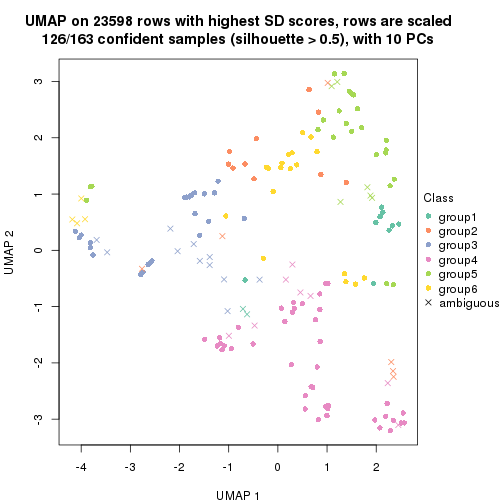 UMAP on 23598 rows with highest SD scores, rows are scaled
126/163 confident samples (silhouette > 0.5), with 10 PCs
3
2
1
0
-1
-2
-3
UMAP 2
-4
-3
-2
-1
0
1
2
UMAP 1
Class
group1
group2
group3
group4
group5
group6
ambiguous